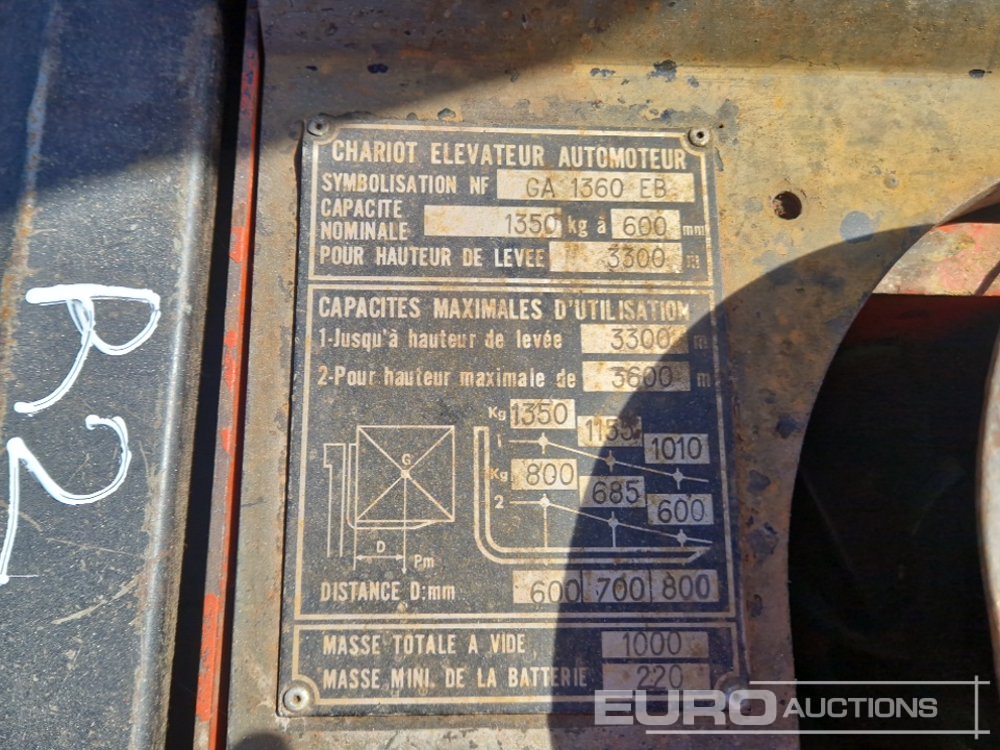 R2
CHARIOT ELEVATEUR AUTOMOTEUR
SYMBOLISATION NF GA 1360 EB
CAPACITE NOMINALE 1350 kg à 600 mm
POUR HAUTEUR DE LEVEE 3300 m
CAPACITES MAXIMALES D'UTILISATION
1-Jusqu'à hauteur de levée 3300 m
2-Pour hauteur maximale de 3600 m
Kg 1350 1155 1010
1
Kg 800 685 600
2
G
D
Pm
DISTANCE D:mm 600 700 800
MASSE TOTALE A VIDE 1000
MASSE MINI. DE LA BATTERIE 220
EURO AUCTIONS